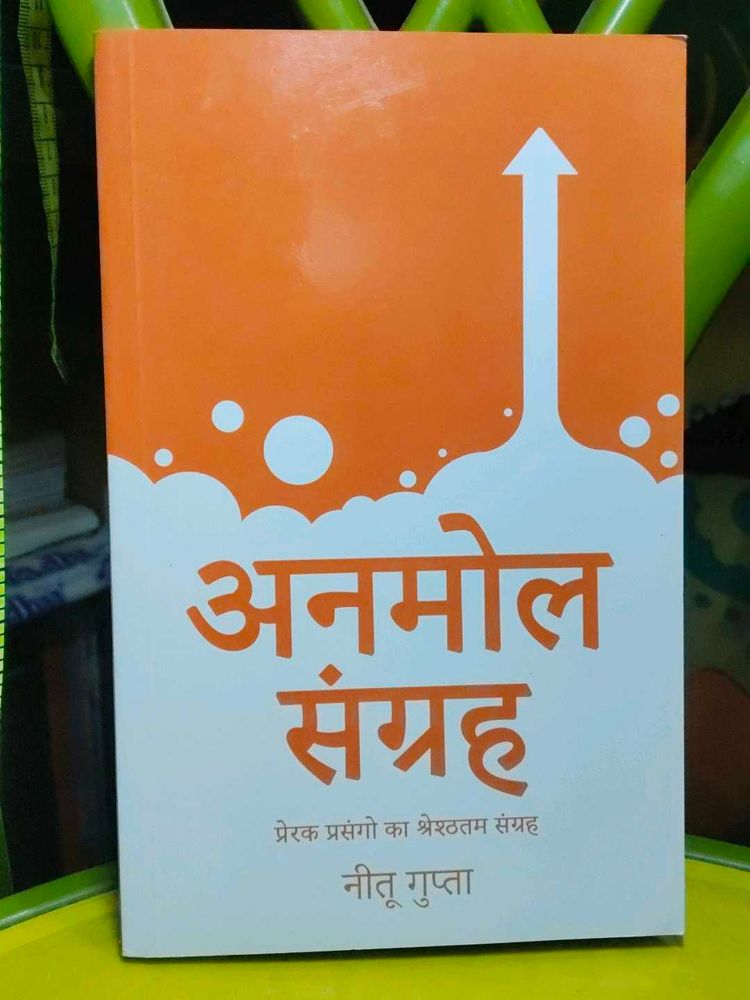 अनमोल
संग्रह
प्रेरक प्रसंगो का श्रेश्ठतम संग्रह
नीतू गुप्ता